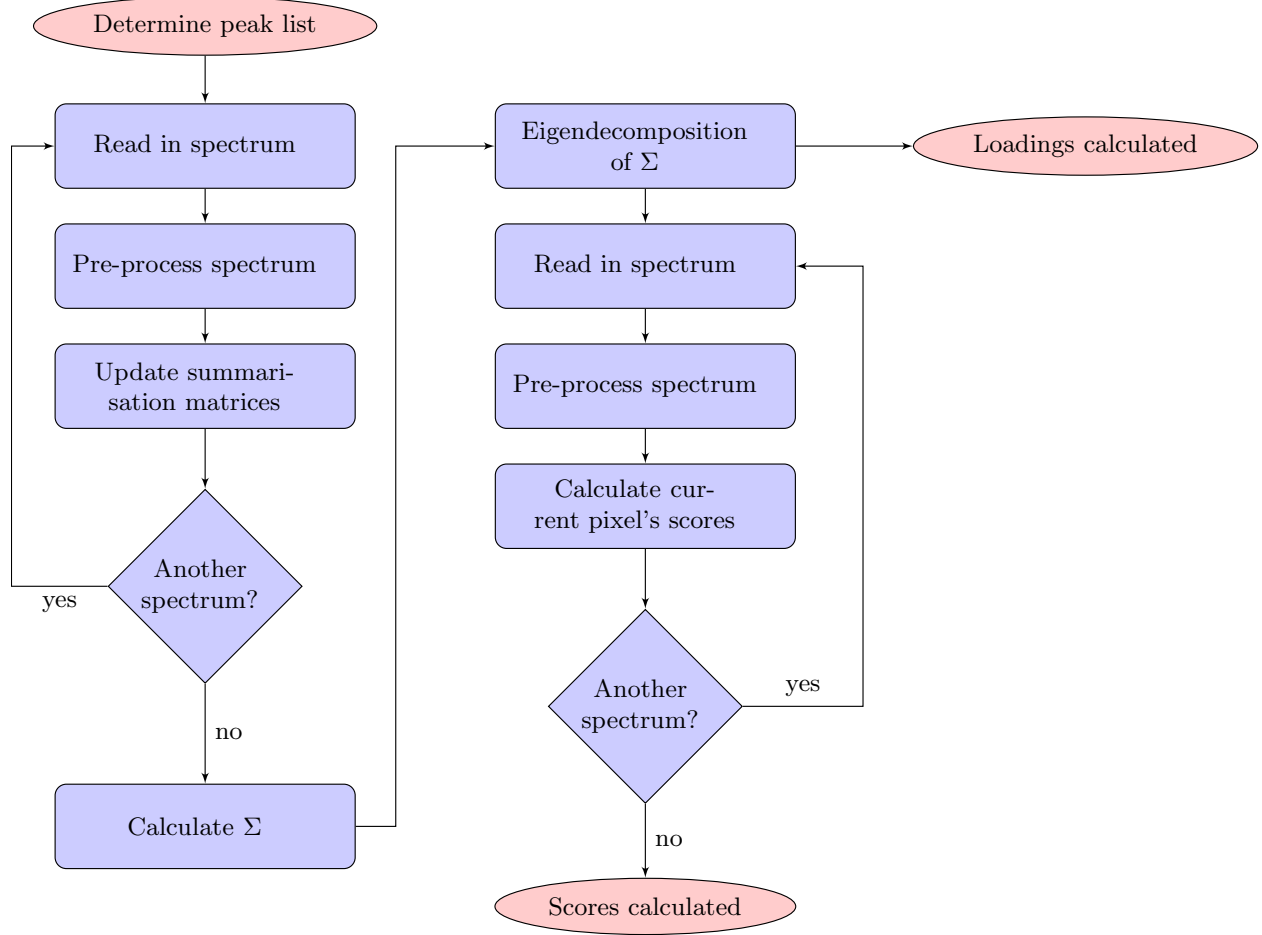 Determine peak list
Read in spectrum
Pre-process spectrum
Update summari-
sation matrices
Another
spectrum?
yes
no
Calculate Σ
Eigendecomposition
of Σ
Loadings calculated
Read in spectrum
Pre-process spectrum
Calculate cur-
rent pixel's scores
Another
spectrum?
yes
no
Scores calculated